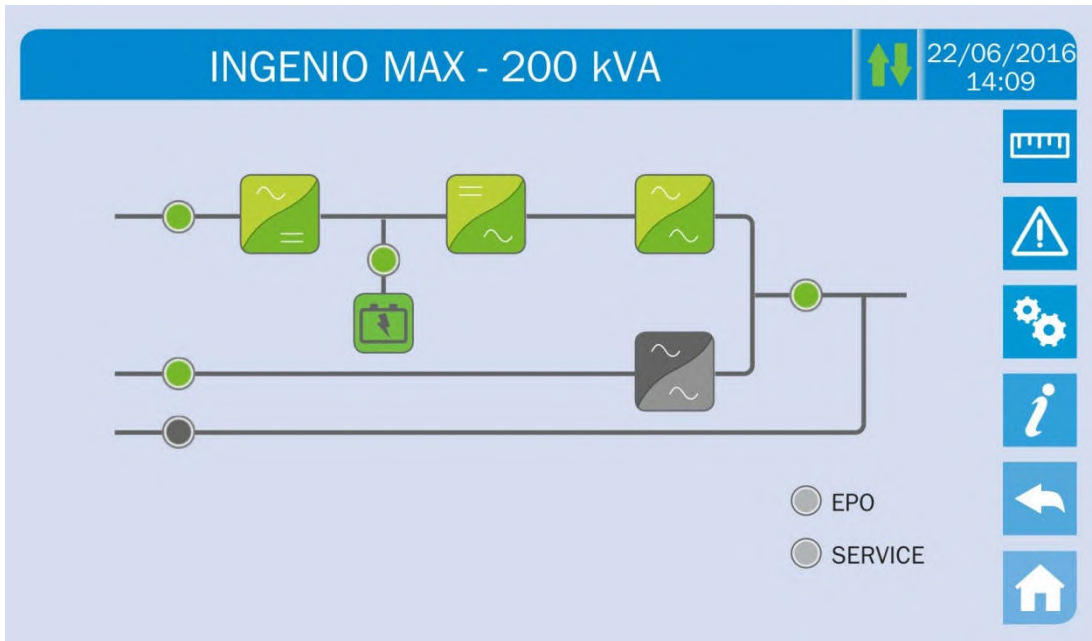 INGENIO MAX - 200 kVA
22/06/2016
14:09
EPO
SERVICE